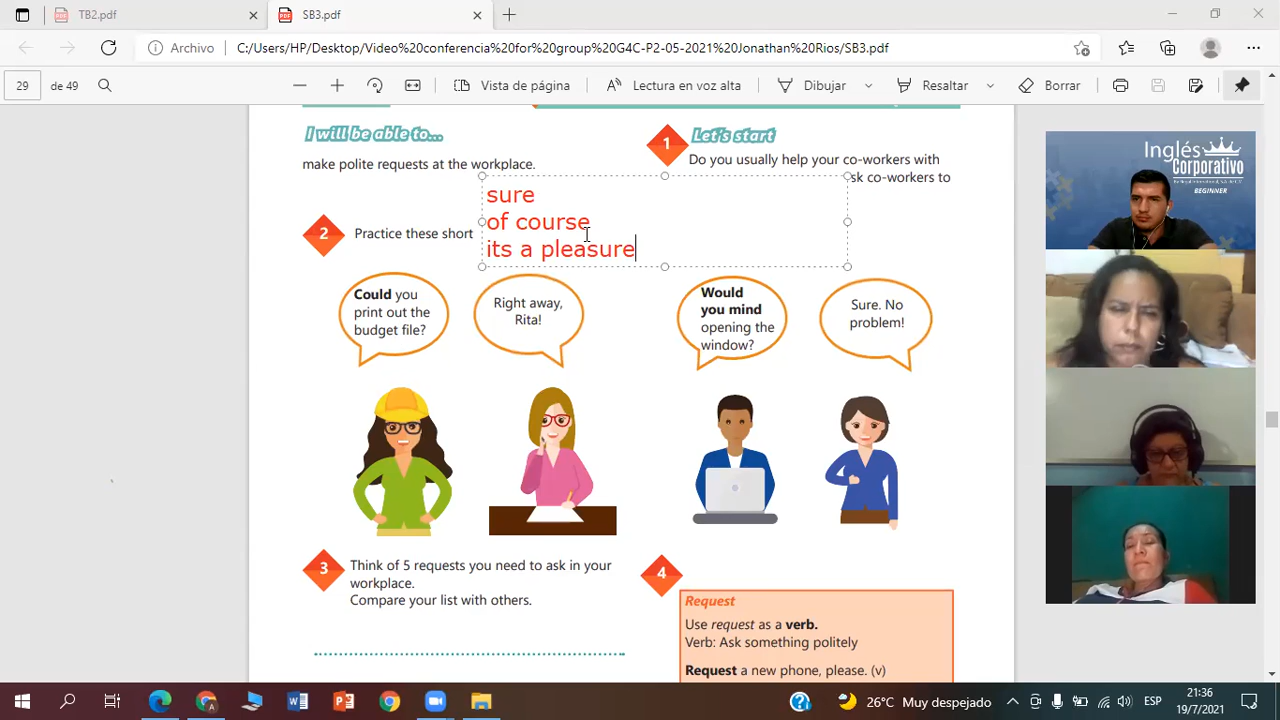 TB2.pdf
SB3.pdf
Archivo
C:/Users/HP/Desktop/Video%20conferencia%20for%20group%20G4C-P2-05-2021%20Jonathan%20Rios/SB3.pdf
29
de 49
Vista de página
Lectura en voz alta
Dibujar
Resaltar
Borrar
I will be able to...
make polite requests at the workplace.
1
Let's start
Do you usually help your co-workers with
sk co-workers to
sure
of course
its a pleasure
2
Practice these short
Could you
print out the
budget file?
Right away,
Rita!
Would
you mind
opening the
window?
Sure. No
problem!
3
Think of 5 requests you need to ask in your
workplace.
Compare your list with others.
4
Request
Use request as a verb.
Verb: Ask something politely
Request a new phone, please. (v)
Inglés
Corporativo
BEGINNER
26°C Muy despejado
ESP
21:36
19/7/2021